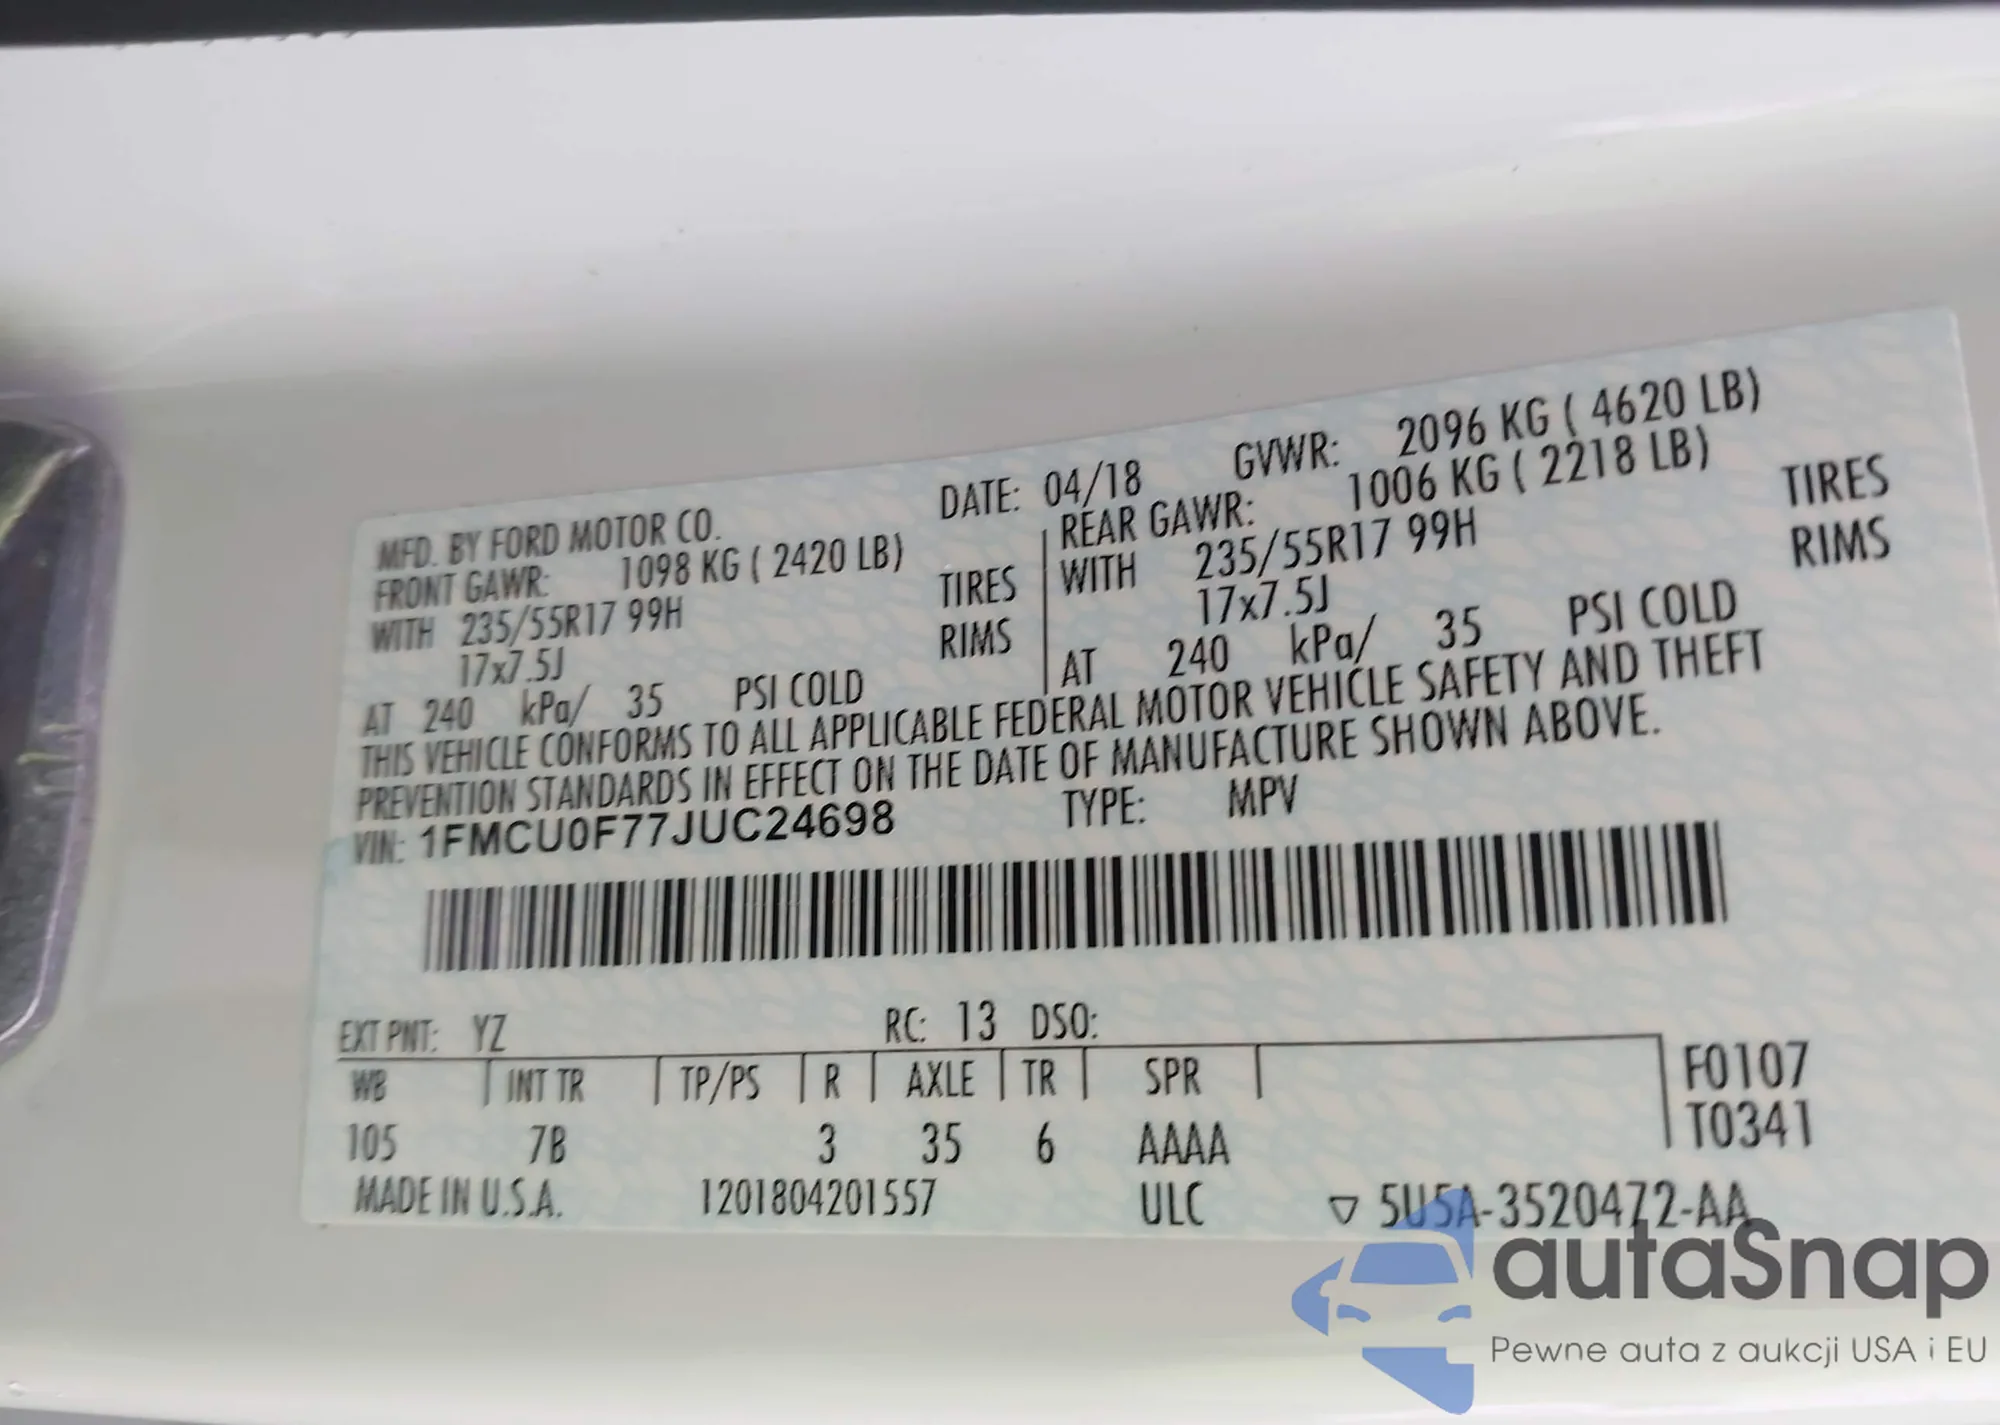 MFD. BY FORD MOTOR CO. DATE: 04/18 GVWR: 2096 KG ( 4620 LB)
FRONT GAWR: 1098 KG ( 2420 LB) REAR GAWR: 1006 KG ( 2218 LB)
WITH 235/55R17 99H TIRES WITH 235/55R17 99H TIRES
17x7.5J RIMS 17x7.5J RIMS
AT 240 kPa/ 35 PSI COLD AT 240 kPa/ 35 PSI COLD
THIS VEHICLE CONFORMS TO ALL APPLICABLE FEDERAL MOTOR VEHICLE SAFETY AND THEFT
PREVENTION STANDARDS IN EFFECT ON THE DATE OF MANUFACTURE SHOWN ABOVE.
VIN: 1FMCU0F77JUC24698 TYPE: MPV
EXT PNT: YZ RC: 13 DSO:
WB INT TR TP/PS R AXLE TR SPR F0107
T0341
105 7B 3 35 6 AAAA
MADE IN U.S.A. 1201804201557 ULC ▽ 5U5A-3520472-AA
autaSnap
Pewne auta z aukcji USA i EU